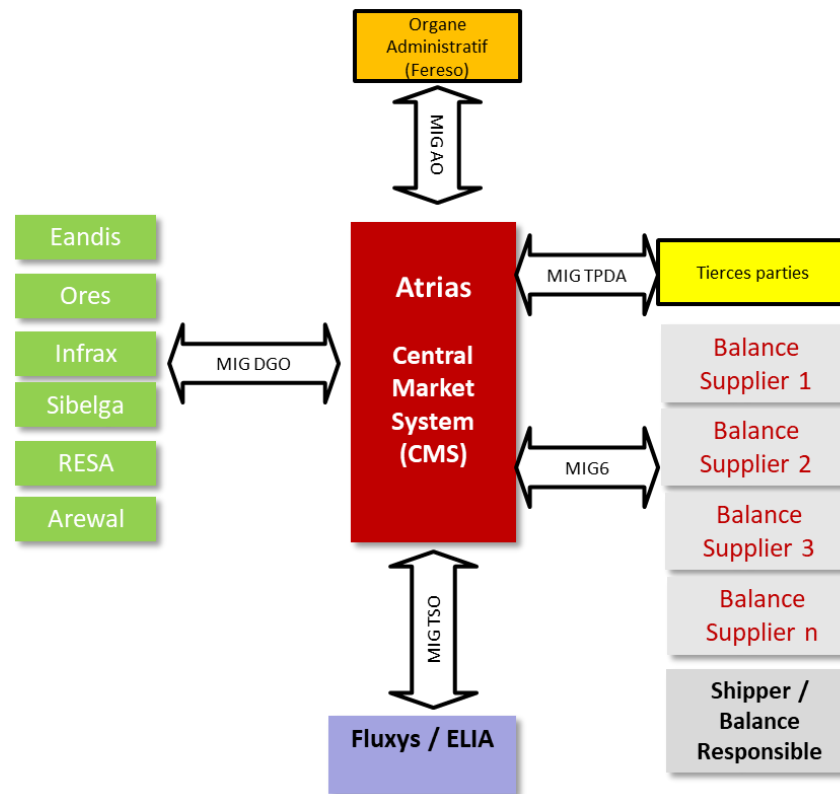 Organe
Administratif
(Fereso)
MIG AO
Eandis
Ores
Infrax
Sibelga
RESA
Arewal
MIG DGO
Atrias
Central
Market
System
(CMS)
MIG TPDA
Tierces parties
MIG6
Balance
Supplier 1
Balance
Supplier 2
Balance
Supplier 3
Balance
Supplier n
Shipper /
Balance
Responsible
MIG TSO
Fluxys / ELIA